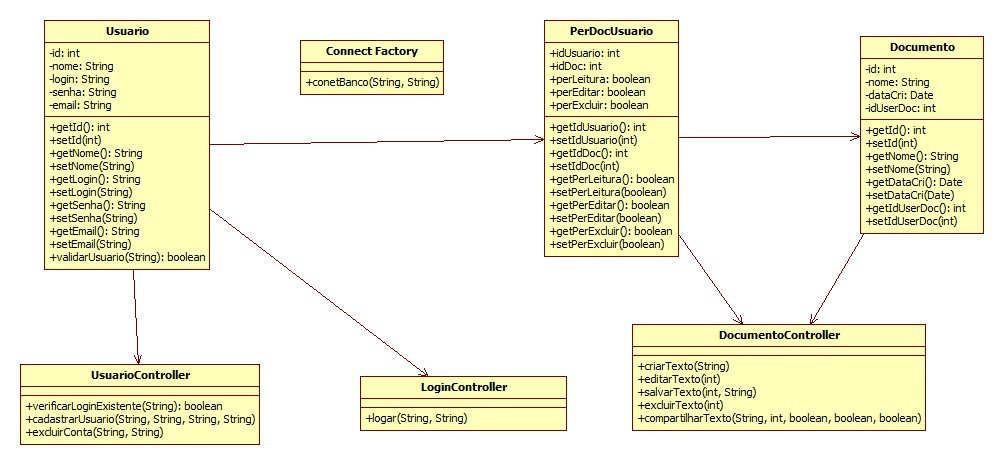 Usuario
-id: int
-nome: String
-login: String
-senha: String
-email: String
+getId(): int
+setId(int)
+getNome(): String
+setNome(String)
+getLogin(): String
+setLogin(String)
+getSenha(): String
+setSenha(String)
+getEmail(): String
+setEmail(String)
+validarUsuario(String): boolean
Connect Factory
+conetBanco(String, String)
PerDocUsuario
+idUsuario: int
+idDoc: int
+perLeitura: boolean
+perEditar: boolean
+perExcluir: boolean
+getIdUsuario(): int
+setIdUsuario(int)
+getIdDoc(): int
+setIdDoc(int)
+getPerLeitura(): boolean
+setPerLeitura(boolean)
+getPerEditar(): boolean
+setPerEditar(boolean)
+getPerExcluir(): boolean
+setPerExcluir(boolean)
Documento
-id: int
-nome: String
-dataCri: Date
-idUserDoc: int
+getId(): int
+setId(int)
+getNome(): String
+setNome(String)
+getDataCri(): Date
+setDataCri(Date)
+getIdUserDoc(): int
+setIdUserDoc(int)
UsuarioController
+verificarLoginExistente(String): boolean
+cadastrarUsuario(String, String, String, String)
+excluirConta(String, String)
LoginController
+logar(String, String)
DocumentoController
+criarTexto(String)
+editarTexto(int)
+salvarTexto(int, String)
+excluirTexto(int)
+compartilharTexto(String, int, boolean, boolean, boolean)